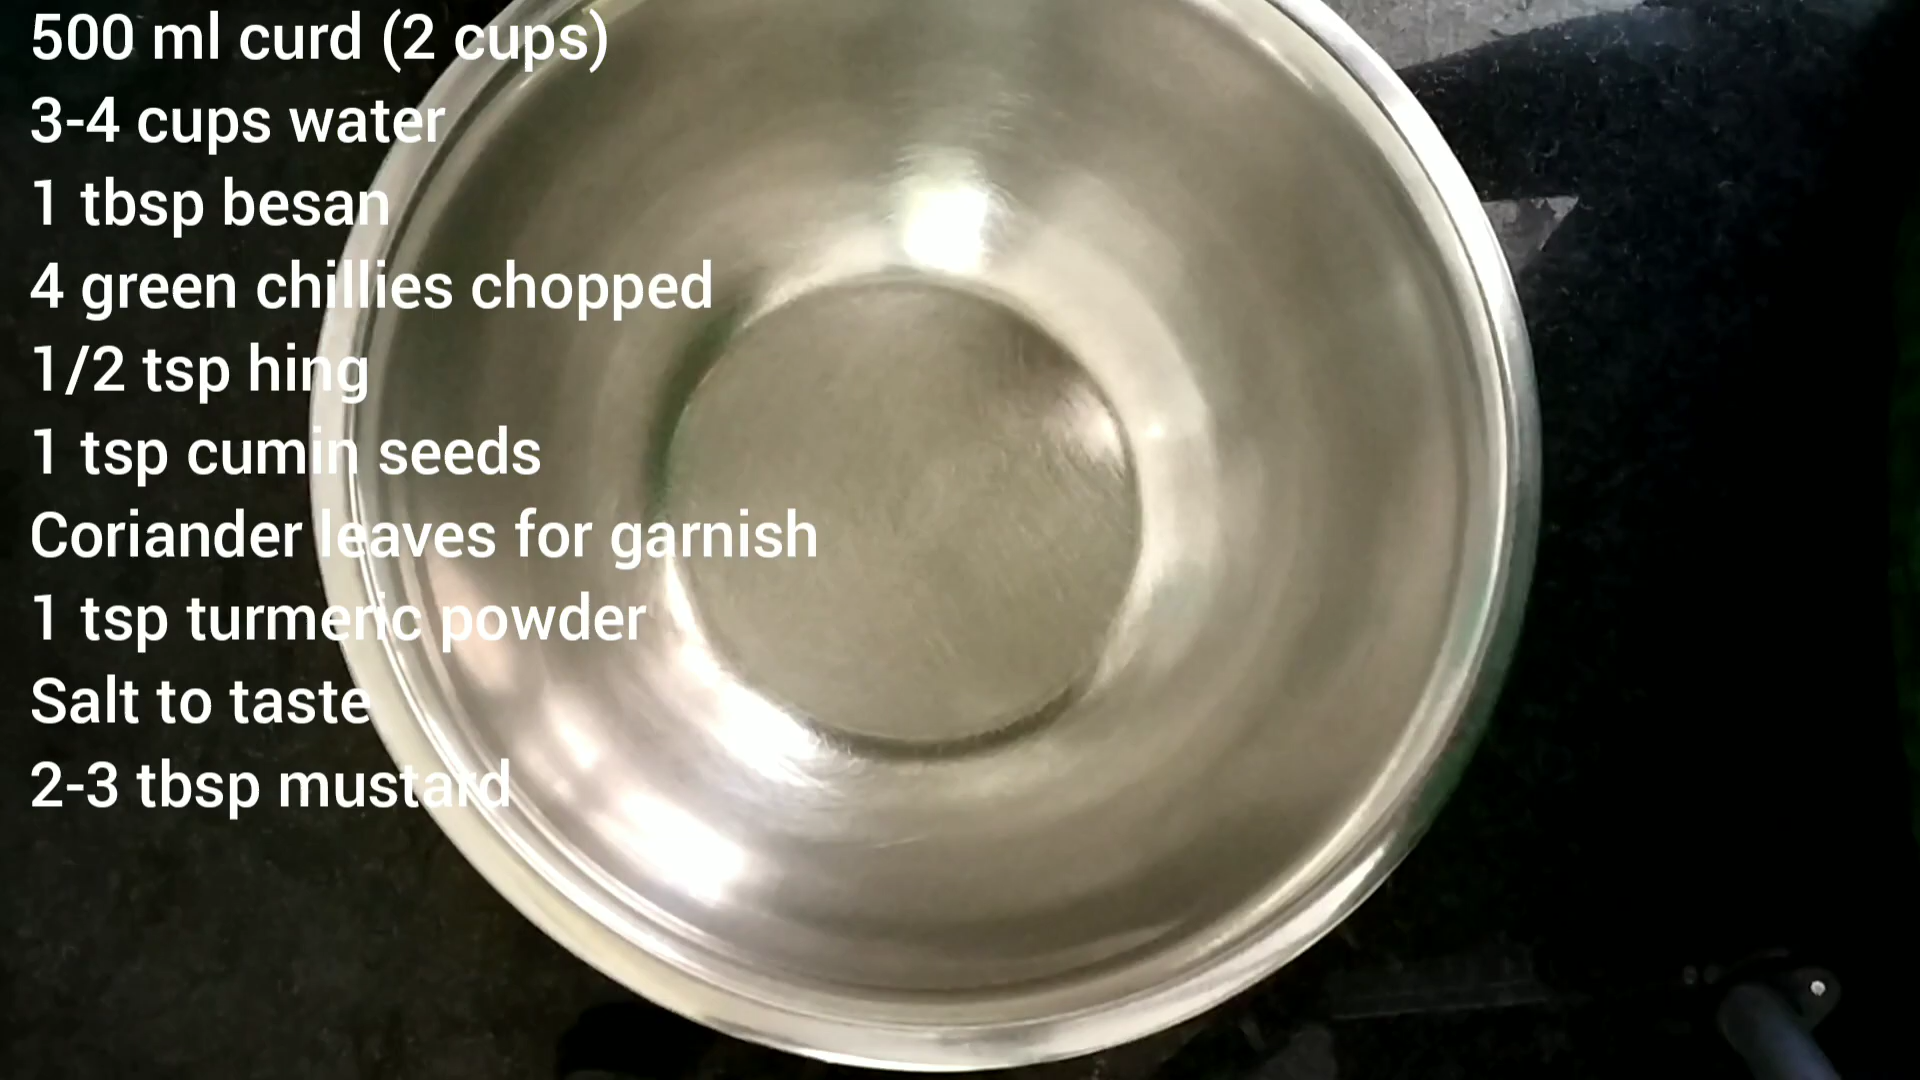 500 ml curd (2 cups)
3-4 cups water
1 tbsp besan
4 green chillies chopped
1/2 tsp hing
1 tsp cumin seeds
Coriander leaves for garnish
1 tsp turmeric powder
Salt to taste
2-3 tbsp mustard